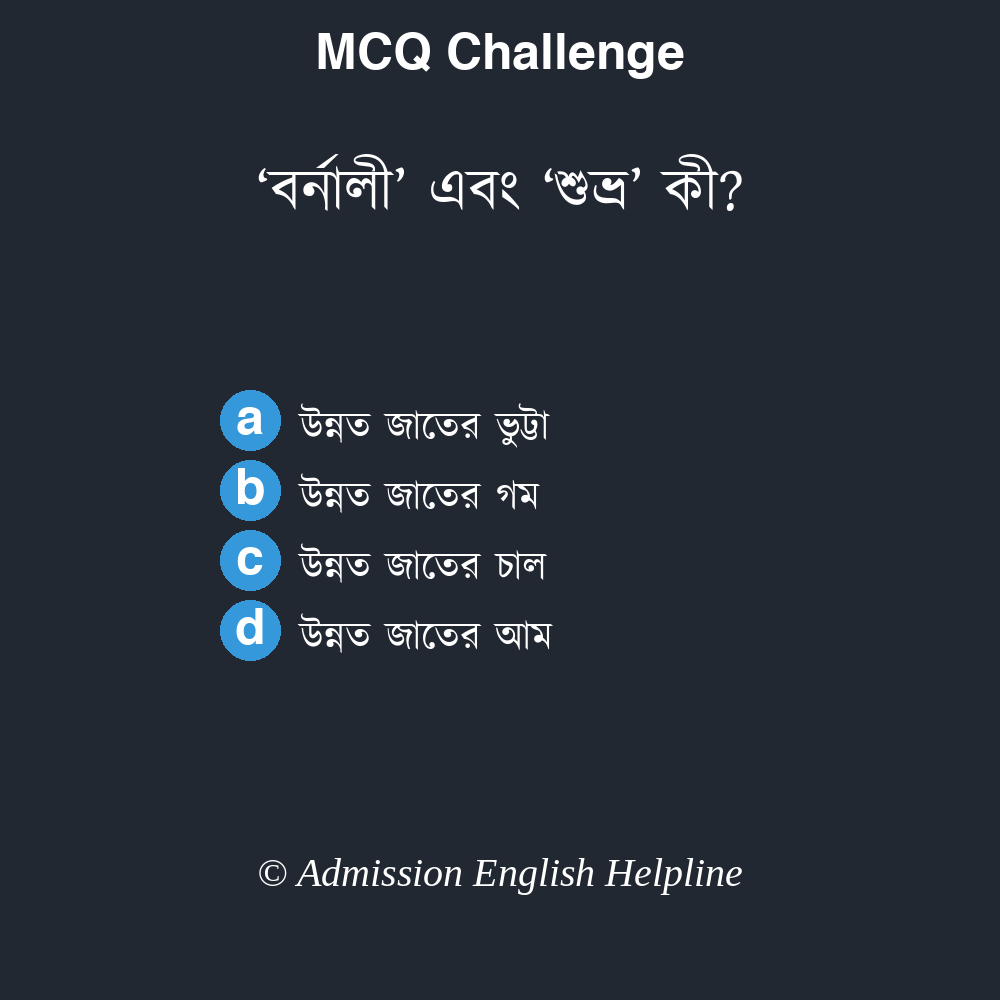 MCQ Challenge
‘বর্নালী’ এবং ‘শুভ্র’ কী?
a উন্নত জাতের ভুট্টা
b উন্নত জাতের গম
c উন্নত জাতের চাল
d উন্নত জাতের আম
© Admission English Helpline